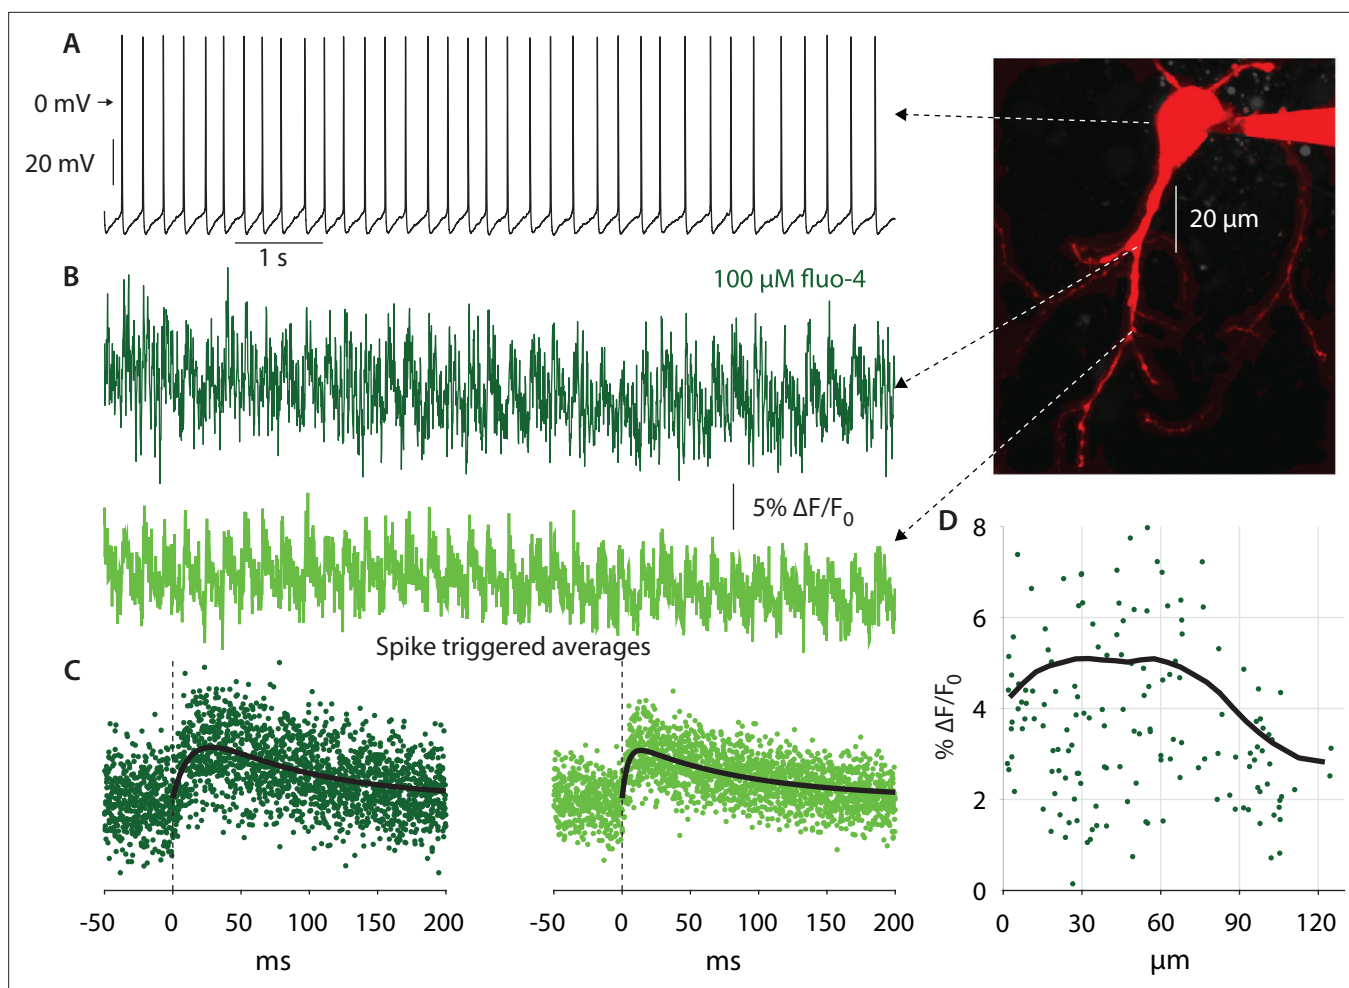 A
0 mV
20 mV
1 s
20 μm
B
100 μM fluo-4
5% ΔF/F0
Spike triggered averages
C
-50 0 50 100 150 200
ms
-50 0 50 100 150 200
ms
D
8
6
4
2
0
% ΔF/F0
0 30 60 90 120
μm